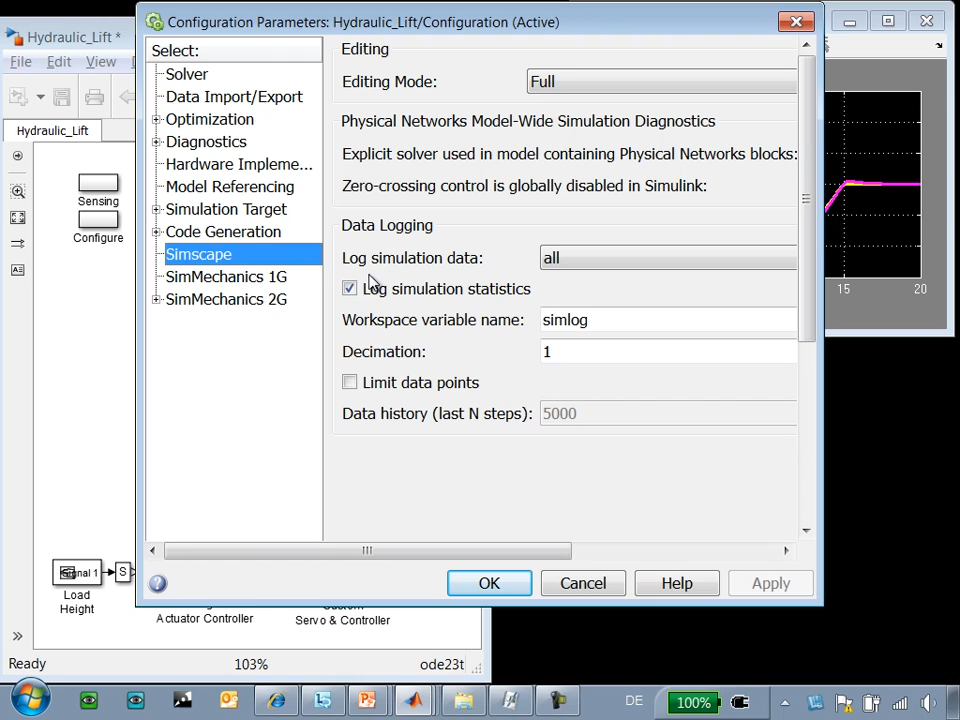 Hydraulic_Lift *
File Edit View
Hydraulic_Lift
Sensing
Configure
Signal 1
S
Load
Height
Actuator Controller
Servo & Controller
Ready
103%
ode23t
Configuration Parameters: Hydraulic_Lift/Configuration (Active)
Select:
Solver
Data Import/Export
Optimization
Diagnostics
Hardware Impleme...
Model Referencing
Simulation Target
Code Generation
Simscape
SimMechanics 1G
SimMechanics 2G
Editing
Editing Mode: Full
Physical Networks Model-Wide Simulation Diagnostics
Explicit solver used in model containing Physical Networks blocks:
Zero-crossing control is globally disabled in Simulink:
Data Logging
Log simulation data: all
Log simulation statistics
Workspace variable name: simlog
Decimation: 1
Limit data points
Data history (last N steps): 5000
OK Cancel Help Apply
15 20
DE 100%